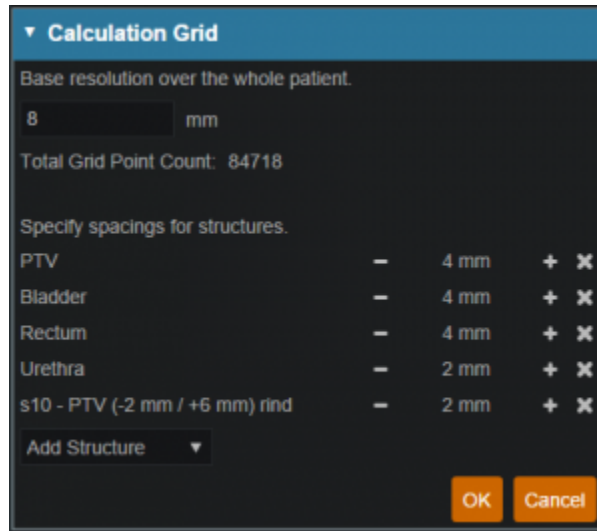 Calculation Grid
Base resolution over the whole patient.
8 mm
Total Grid Point Count: 84718
Specify spacings for structures.
PTV 4 mm
Bladder 4 mm
Rectum 4 mm
Urethra 2 mm
s10 - PTV (-2 mm / +6 mm) rind 2 mm
Add Structure
OK Cancel